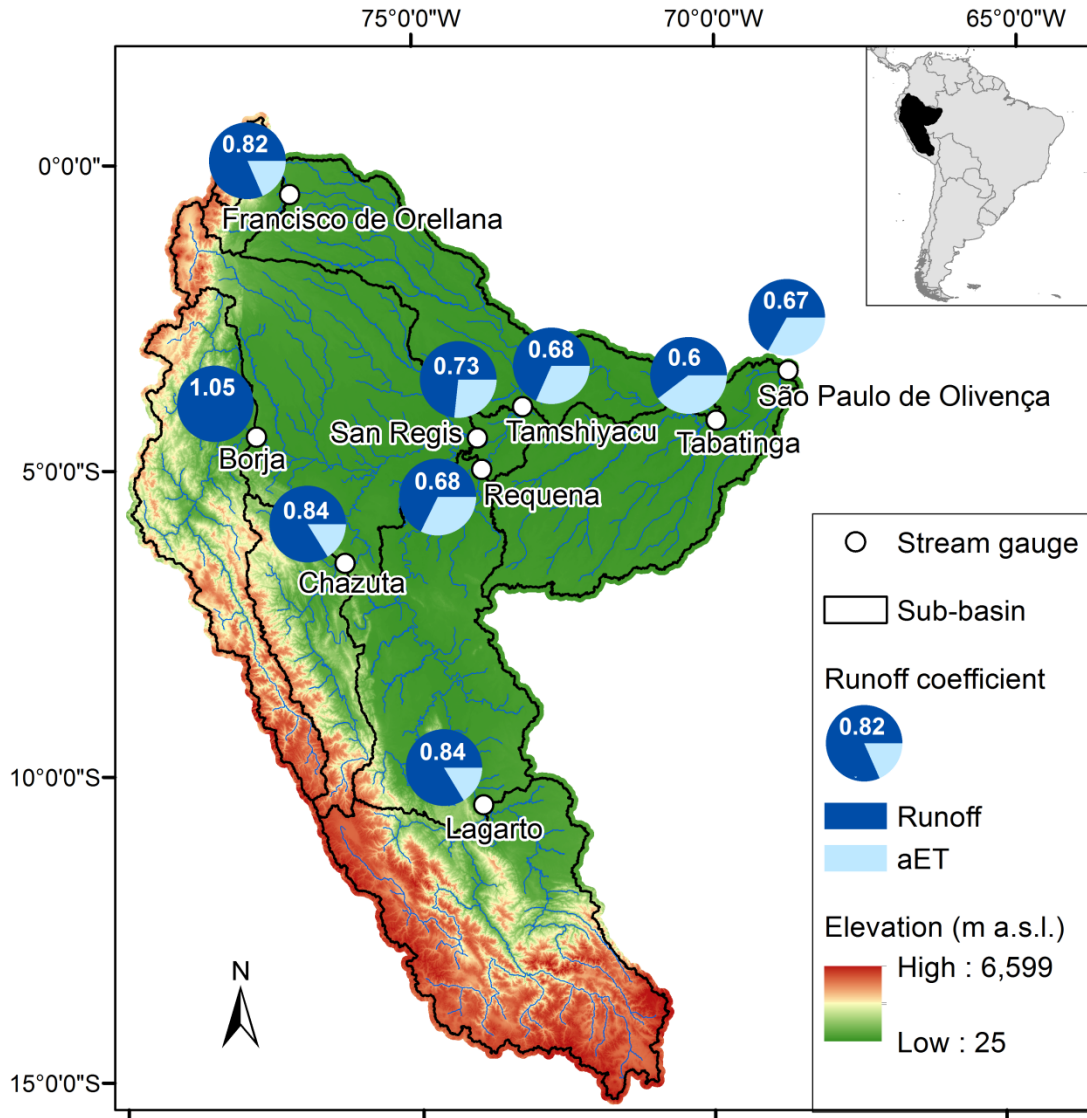 75°0'0"W
70°0'0"W
65°0'0"W
0°0'0"
5°0'0"S
10°0'0"S
15°0'0"S
0.82
Francisco de Orellana
0.67
São Paulo de Olivença
0.73
0.68
0.6
1.05
San Regis
Tamshiyacu
Tabatinga
Borja
0.68
Requena
0.84
Chazuta
0.84
Lagarto
N
Stream gauge
Sub-basin
Runoff coefficient
0.82
Runoff
aET
Elevation (m a.s.l.)
High : 6,599
Low : 25